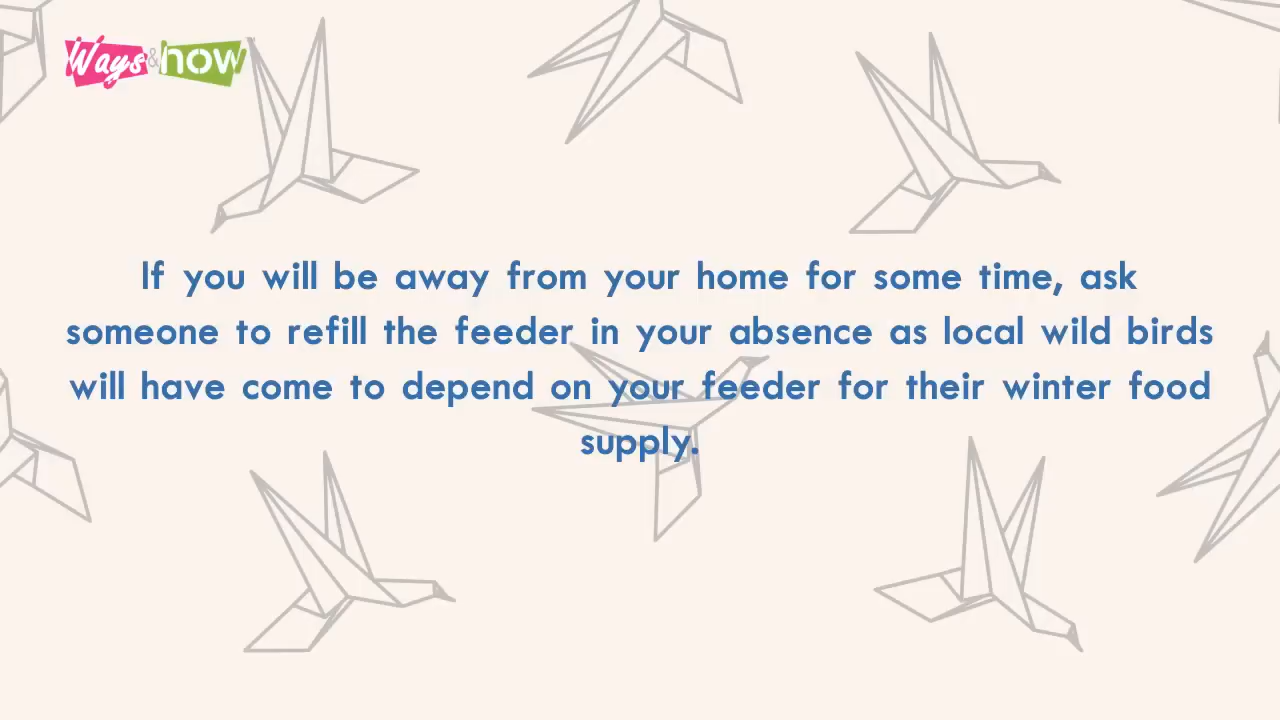 Ways & how
If you will be away from your home for some time, ask
someone to refill the feeder in your absence as local wild birds
will have come to depend on your feeder for their winter food
supply.